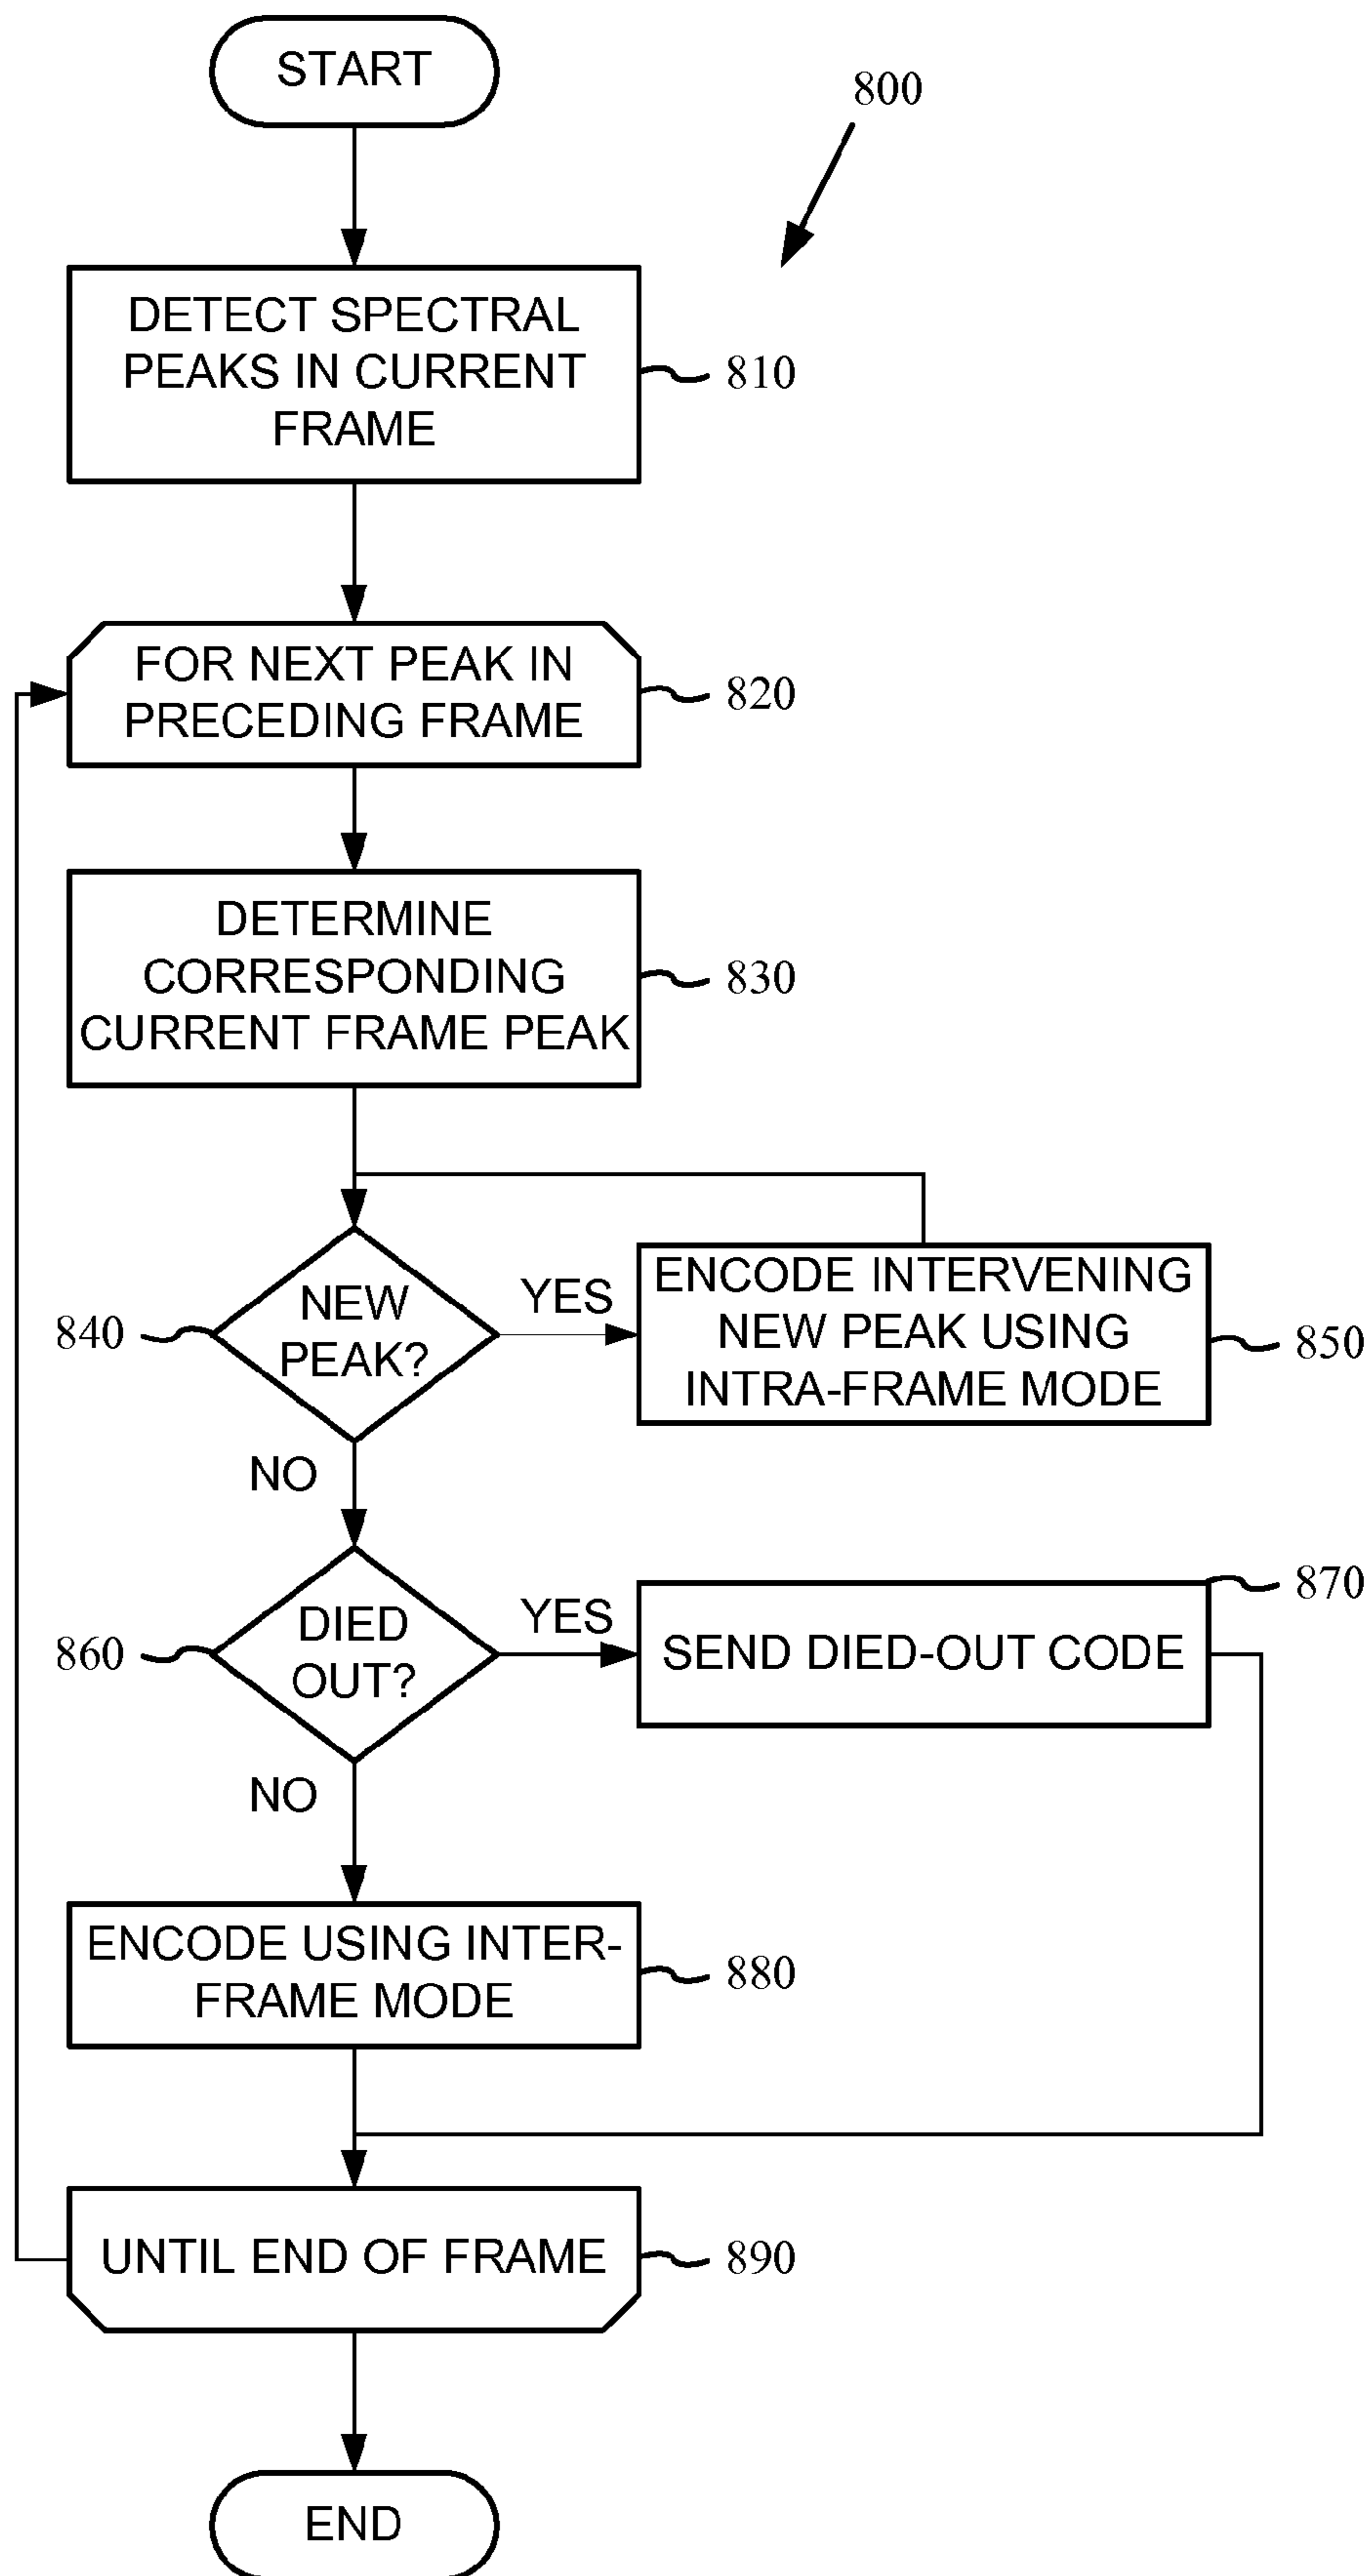 START
800
DETECT SPECTRAL
PEAKS IN CURRENT
FRAME
810
FOR NEXT PEAK IN
PRECEDING FRAME
820
DETERMINE
CORRESPONDING
CURRENT FRAME PEAK
830
840
NEW
PEAK?
YES
ENCODE INTERVENING
NEW PEAK USING
INTRA-FRAME MODE
850
NO
860
DIED
OUT?
YES
SEND DIED-OUT CODE
870
NO
ENCODE USING INTER-
FRAME MODE
880
UNTIL END OF FRAME
890
END